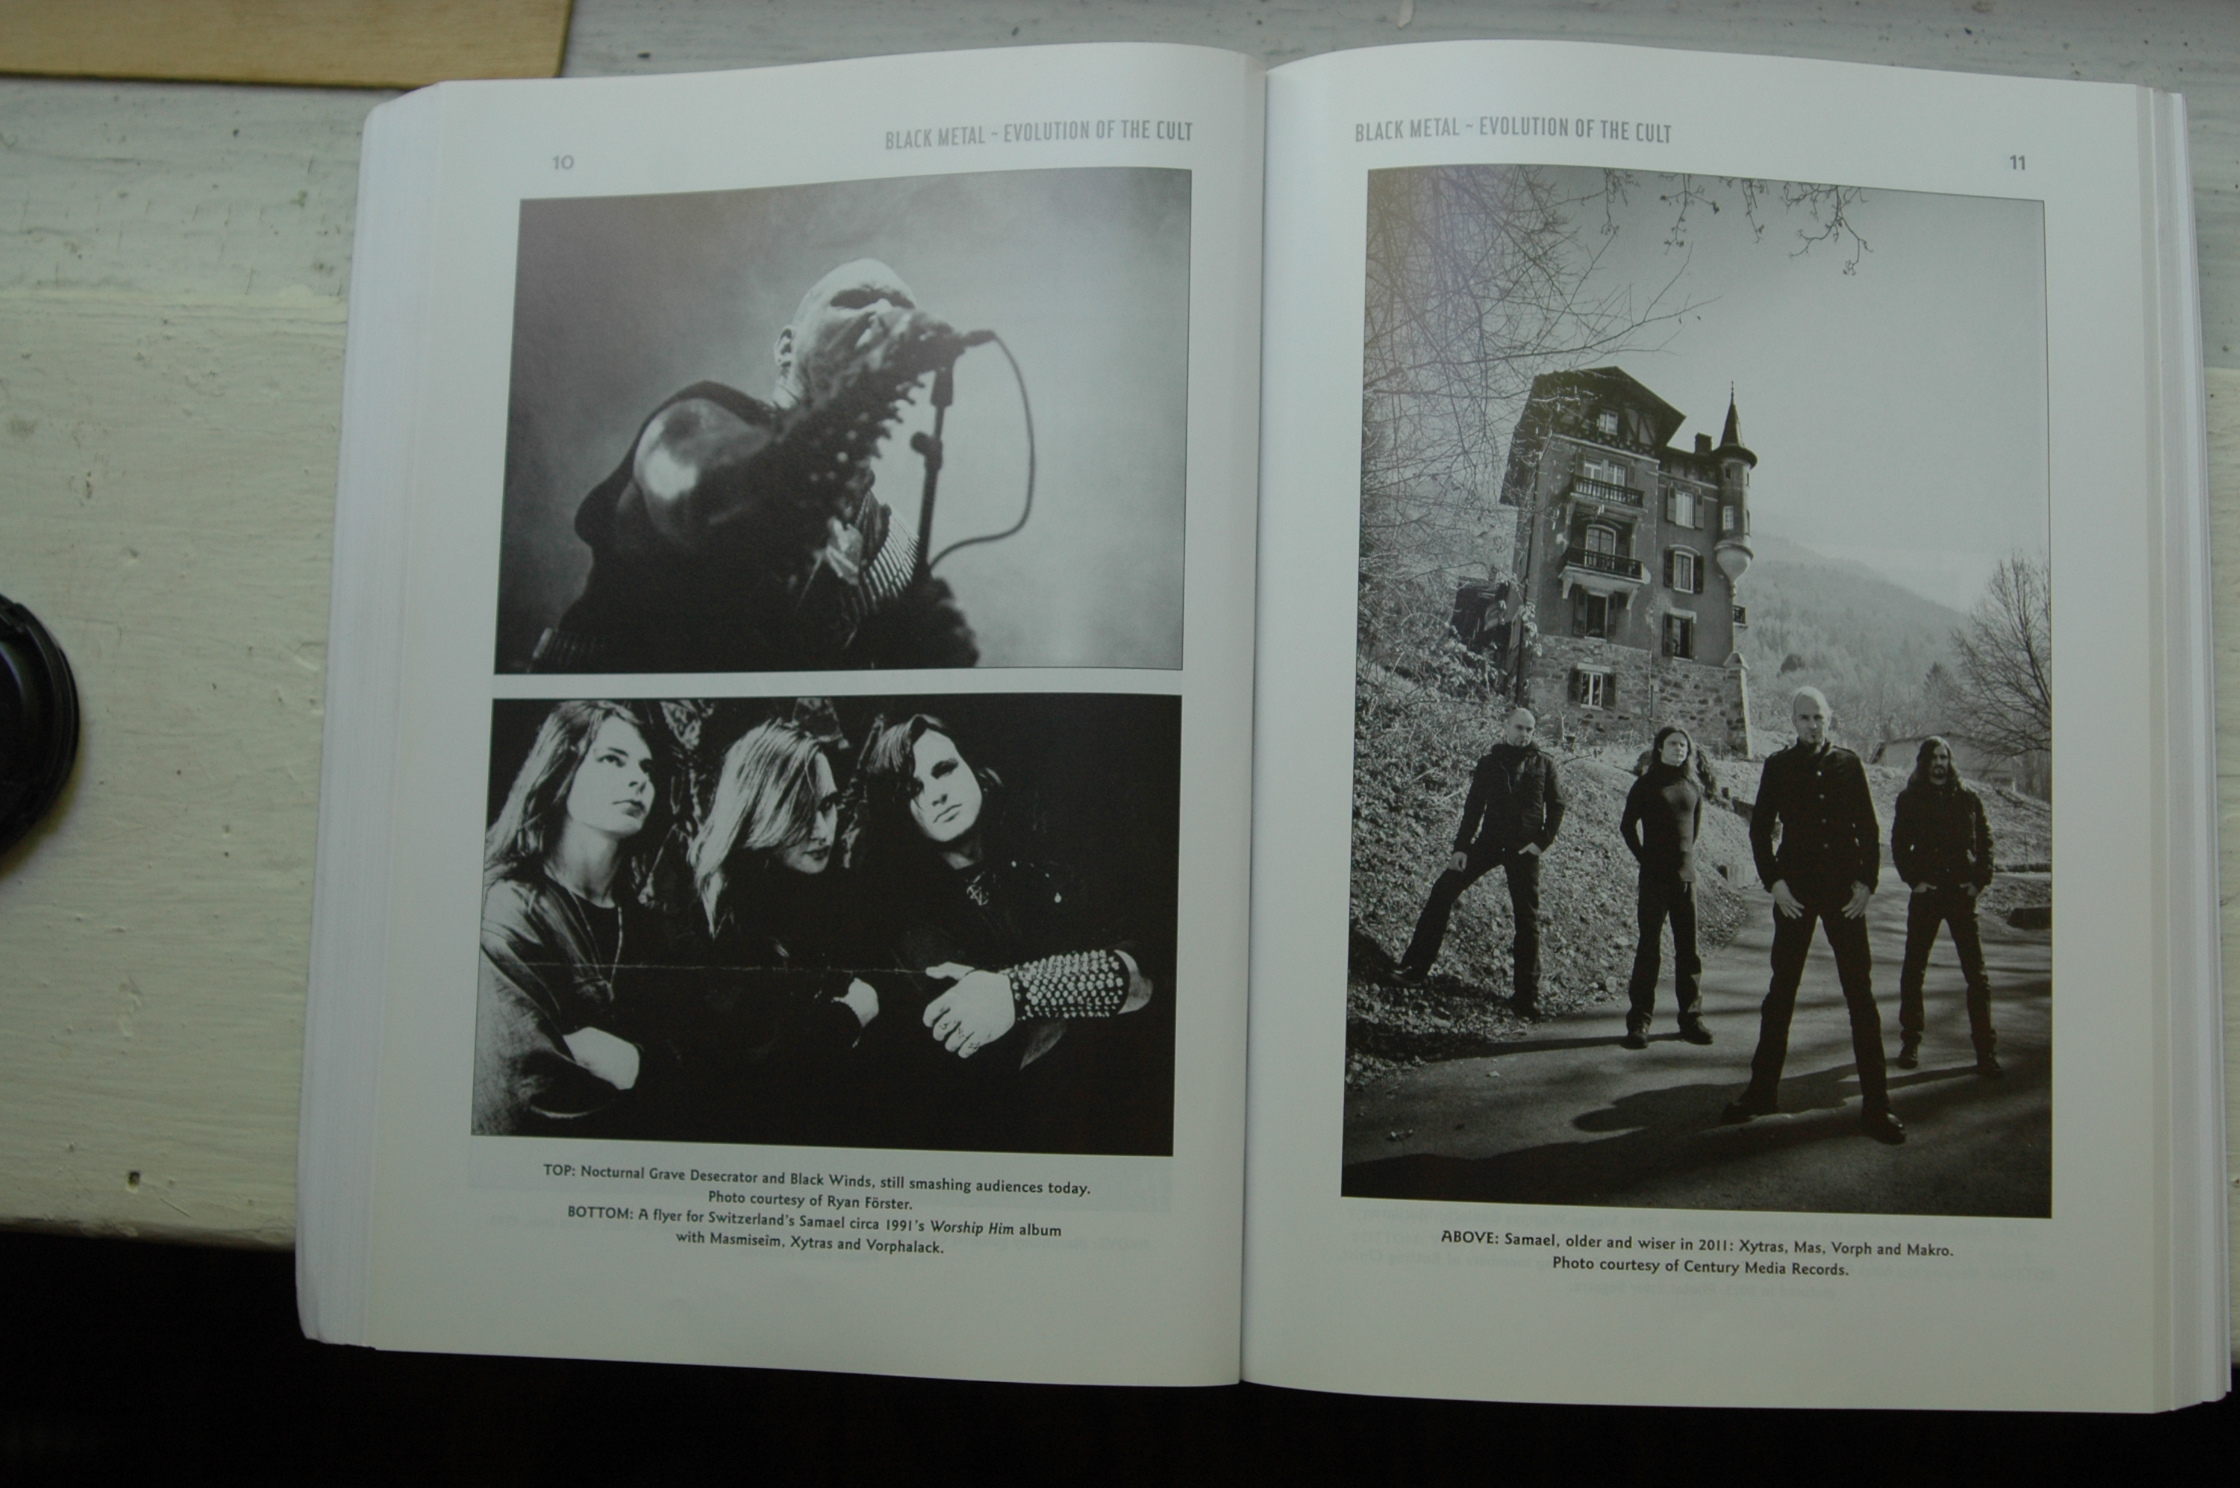 BLACK METAL ~ EVOLUTION OF THE CULT
10
TOP: Nocturnal Grave Desecrator and Black Winds, still smashing audiences today.
Photo courtesy of Ryan Förster.
BOTTOM: A flyer for Switzerland's Samael circa 1991's Worship Him album
with Masmiseîm, Xytras and Vorphalack.
BLACK METAL ~ EVOLUTION OF THE CULT
11
ABOVE: Samael, older and wiser in 2011: Xytras, Mas, Vorph and Makro.
Photo courtesy of Century Media Records.